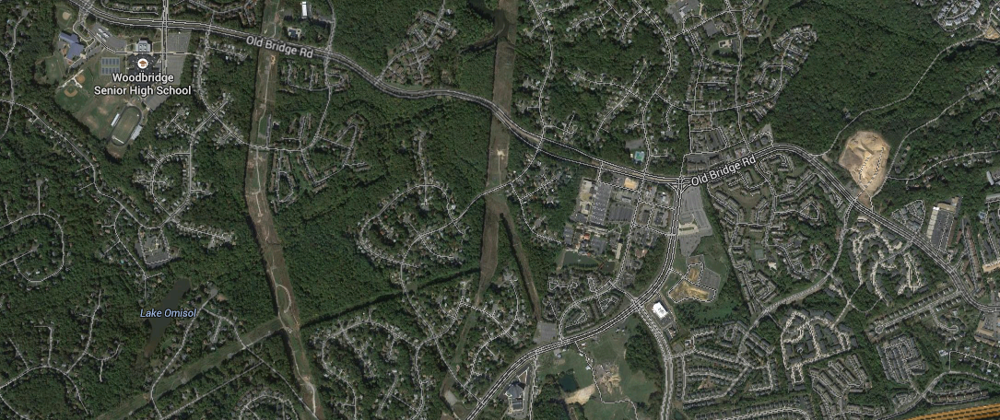 Old Bridge Rd
Woodbridge
Senior High School
Old Bridge Rd
Lake Omisol